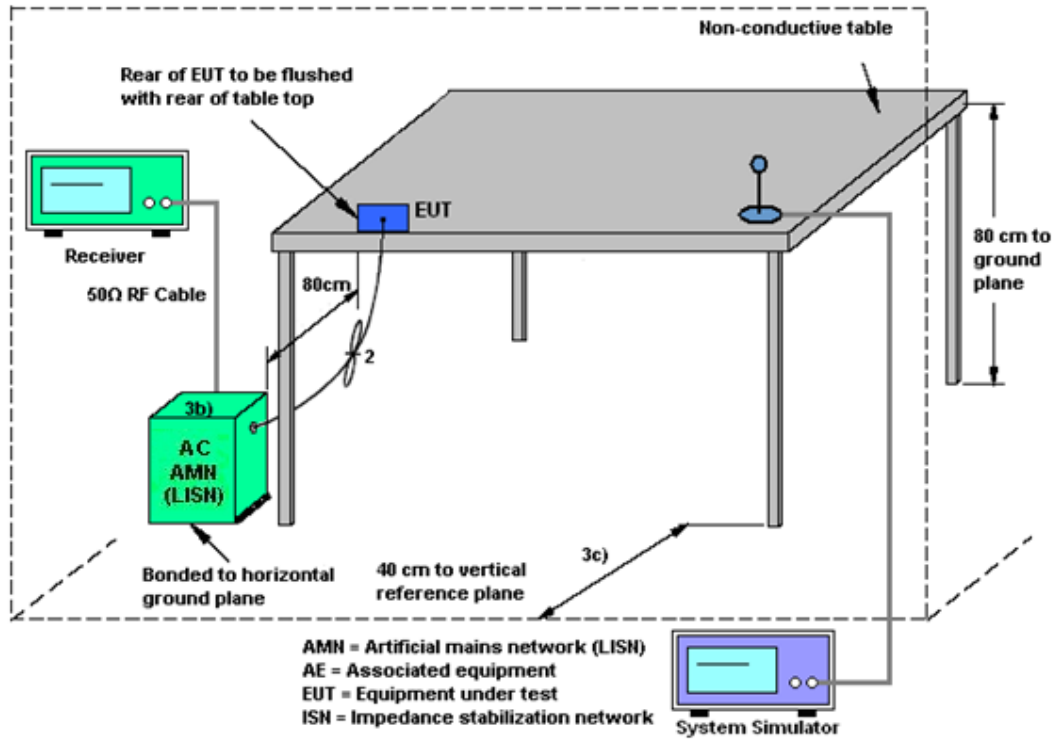 Non-conductive table
Rear of EUT to be flushed
with rear of table top
EUT
Receiver
80cm
80 cm to
ground
plane
50Ω RF Cable
2
3b)
AC
AMN
(LISN)
3c)
Bonded to horizontal
ground plane
40 cm to vertical
reference plane
AMN = Artificial mains network (LISN)
AE = Associated equipment
EUT = Equipment under test
ISN = Impedance stabilization network
System Simulator